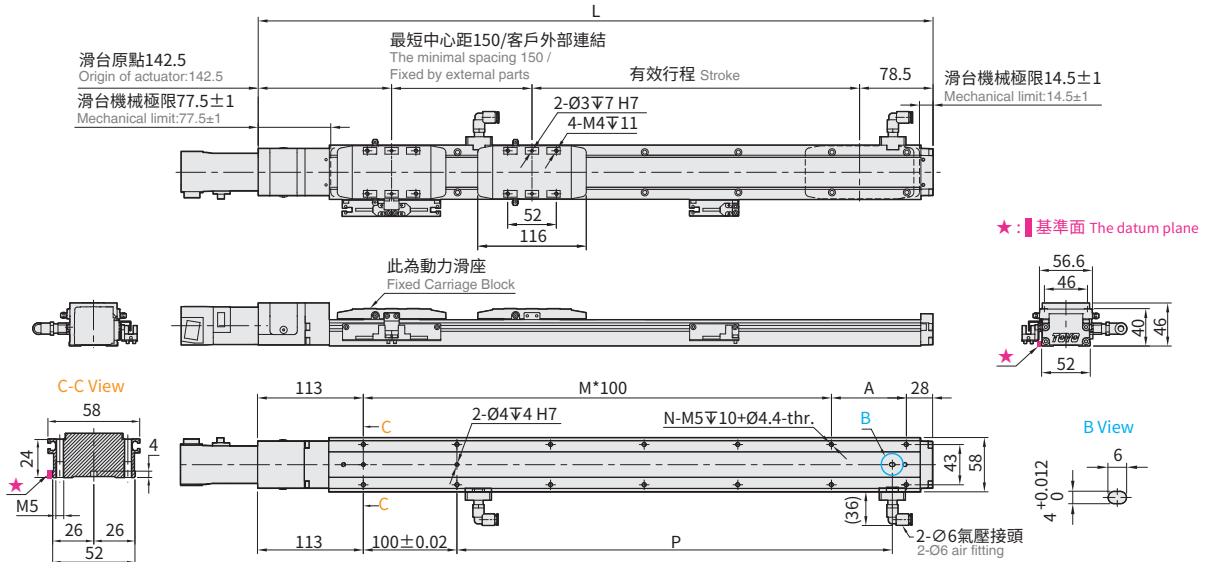 L
滑台原點142.5
Origin of actuator:142.5
最短中心距150/客戶外部連結
The minimal spacing 150 /
Fixed by external parts
有效行程 Stroke
78.5
滑台機械極限14.5±1
Mechanical limit:14.5±1
滑台機械極限77.5±1
Mechanical limit:77.5±1
2-Ø3↧7 H7
4-M4↧11
52
116
★:▮基準面 The datum plane
此為動力滑座
Fixed Carriage Block
56.6
46
40
46
TOYO
★
52
C-C View
58
4
24
★
M5
26
26
52
113
M*100
A
28
C
2-Ø4↧4 H7
N-M5↧10+Ø4.4-thr.
B
43
58
C
(36)
113
100±0.02
P
2-Ø6氣壓接頭
2-Ø6 air fitting
B View
6
4 +0.012
0